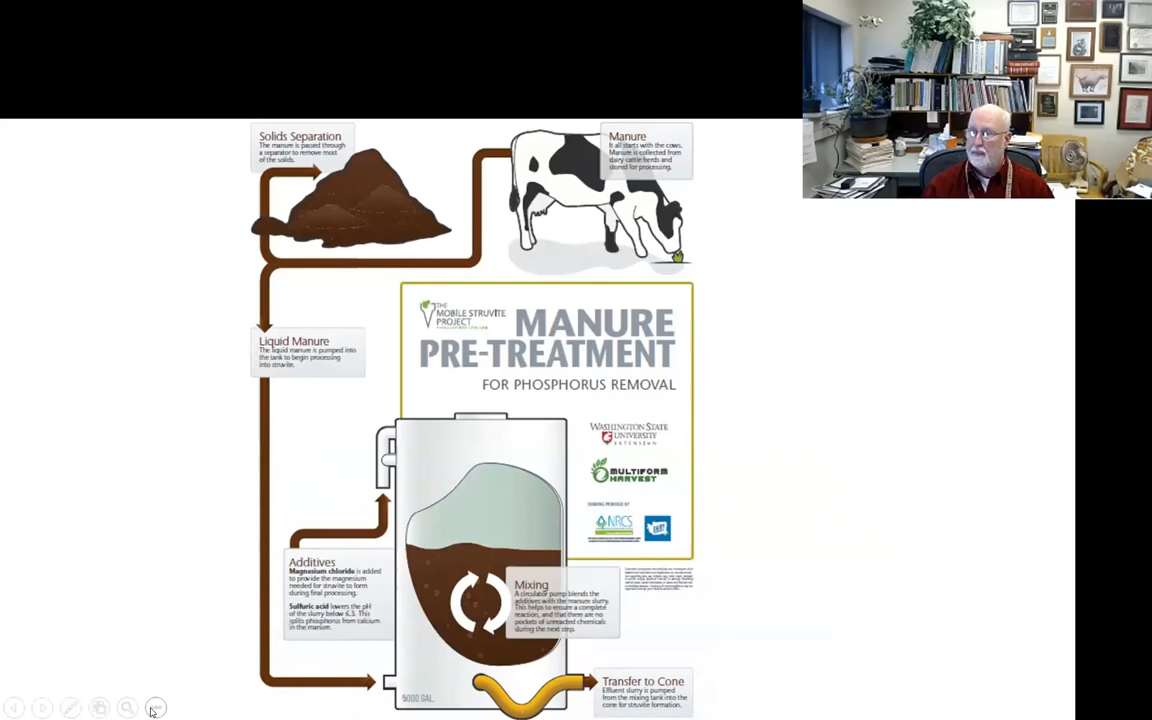 Solids Separation
The manure is passed through
a separator to remove most
of the solids.
Manure
It all starts with the cows.
Manure is collected from
dairy cattle herds and
stored for processing.
Liquid Manure
The liquid manure is pumped into
the tank to begin processing
into struvite.
THE
MOBILE STRUVITE
PROJECT
MANURE
PRE-TREATMENT
FOR PHOSPHORUS REMOVAL
WASHINGTON STATE
UNIVERSITY
EXTENSION
MULTIFORM
HARVEST
NRCS
Additives
Magnesium chloride is added
to provide the magnesium
needed for struvite to form
during final processing.
Sulfuric acid lowers the pH
of the slurry below 6.5. This
splits phosphorus from calcium
in the manure.
Mixing
A circulator pump blends the
additives with the manure slurry.
This helps to ensure a complete
reaction, and that there are no
pockets of unreacted chemicals
during the next step.
5000 GAL.
Transfer to Cone
Effluent slurry is pumped
from the mixing tank into the
cone for struvite formation.